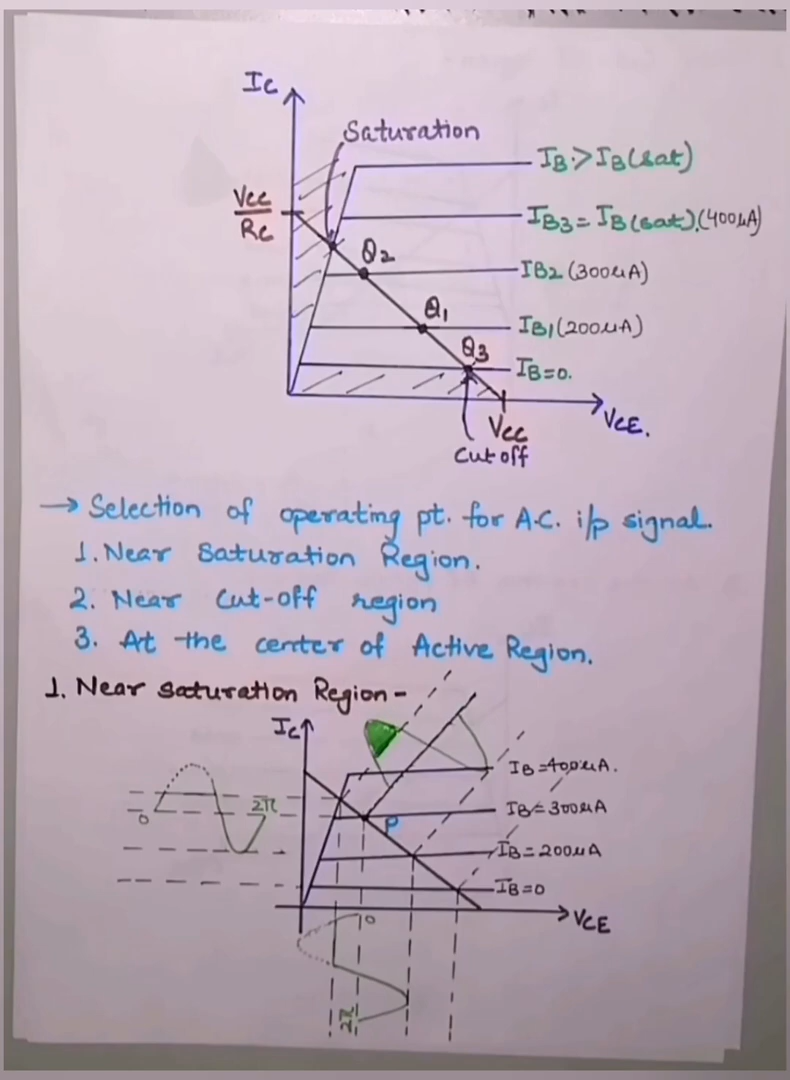 Ic
Saturation
IB > IB(sat)
Vcc
Rc
IB3 = IB(sat).(400μA)
Q2
IB2 (300μA)
Q1
IB1 (200μA)
Q3
IB=0.
Vcc
VCE.
Cut off
→ Selection of operating pt. for A.C. i/p signal.
1. Near Saturation Region.
2. Near Cut-off region
3. At the center of Active Region.
1. Near saturation Region -
Ic
IB=400μA.
2π
0
IB=300μA
P
IB=200μA
IB=0
VCE
0
2π